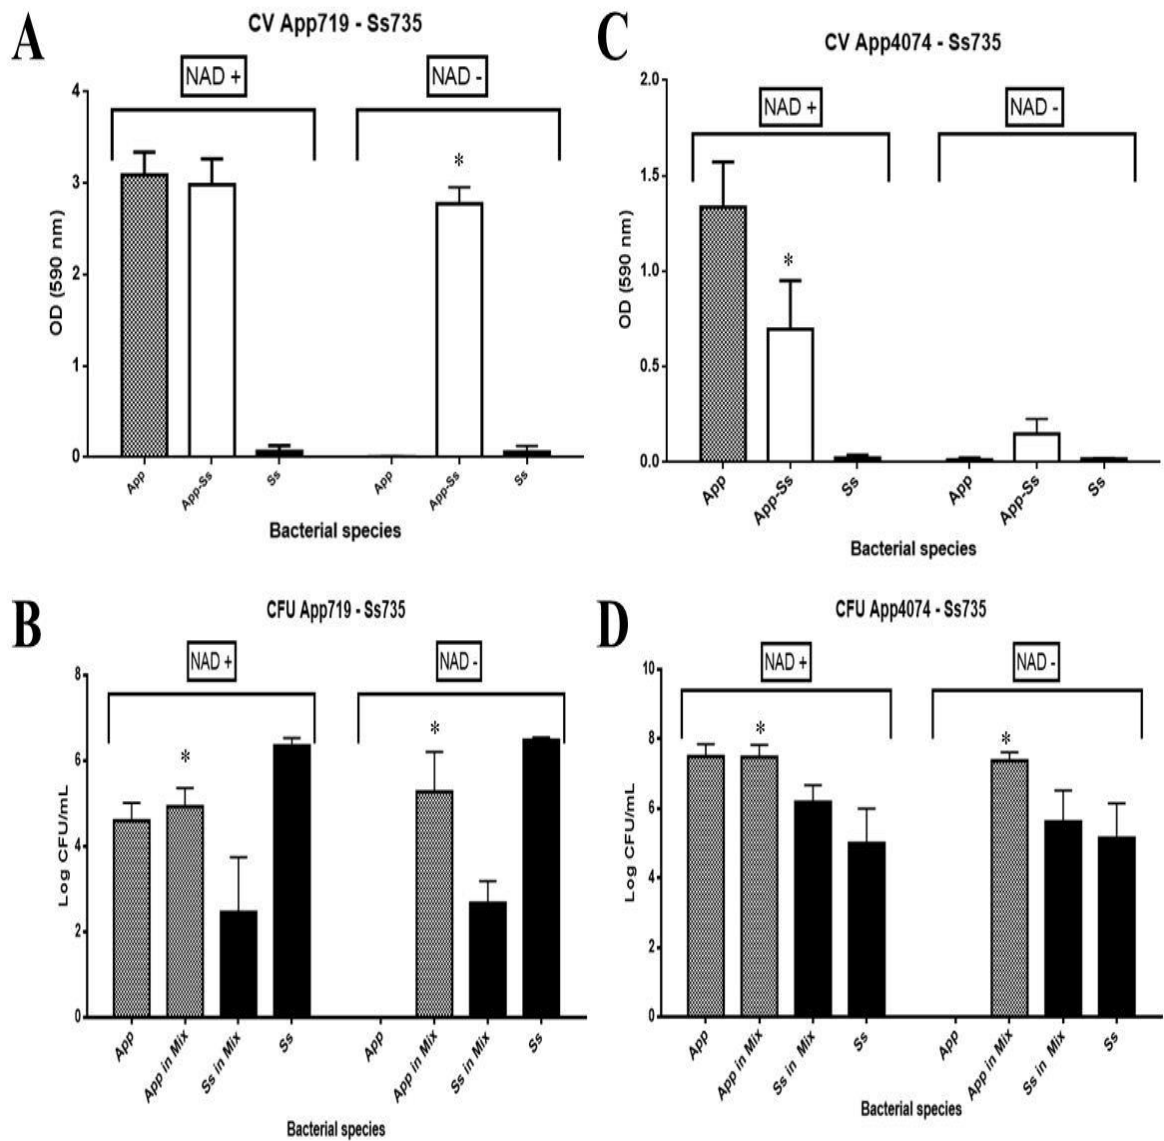 A
CV App719 - Ss735
NAD +
NAD -
4
3
2
1
0
OD (590 nm)
*
App
App-Ss
Ss
App
App-Ss
Ss
Bacterial species
C
CV App4074 - Ss735
NAD +
NAD -
2.0
1.5
1.0
0.5
0.0
OD (590 nm)
*
App
App-Ss
Ss
App
App-Ss
Ss
Bacterial species
B
CFU App719 - Ss735
NAD +
NAD -
8
6
4
2
0
Log CFU/mL
*
*
App
App in Mix
Ss in Mix
Ss
App
App in Mix
Ss in Mix
Ss
Bacterial species
D
CFU App4074 - Ss735
NAD +
NAD -
10
8
6
4
2
0
Log CFU/mL
*
*
App
App in Mix
Ss in Mix
Ss
App
App in Mix
Ss in Mix
Ss
Bacterial species